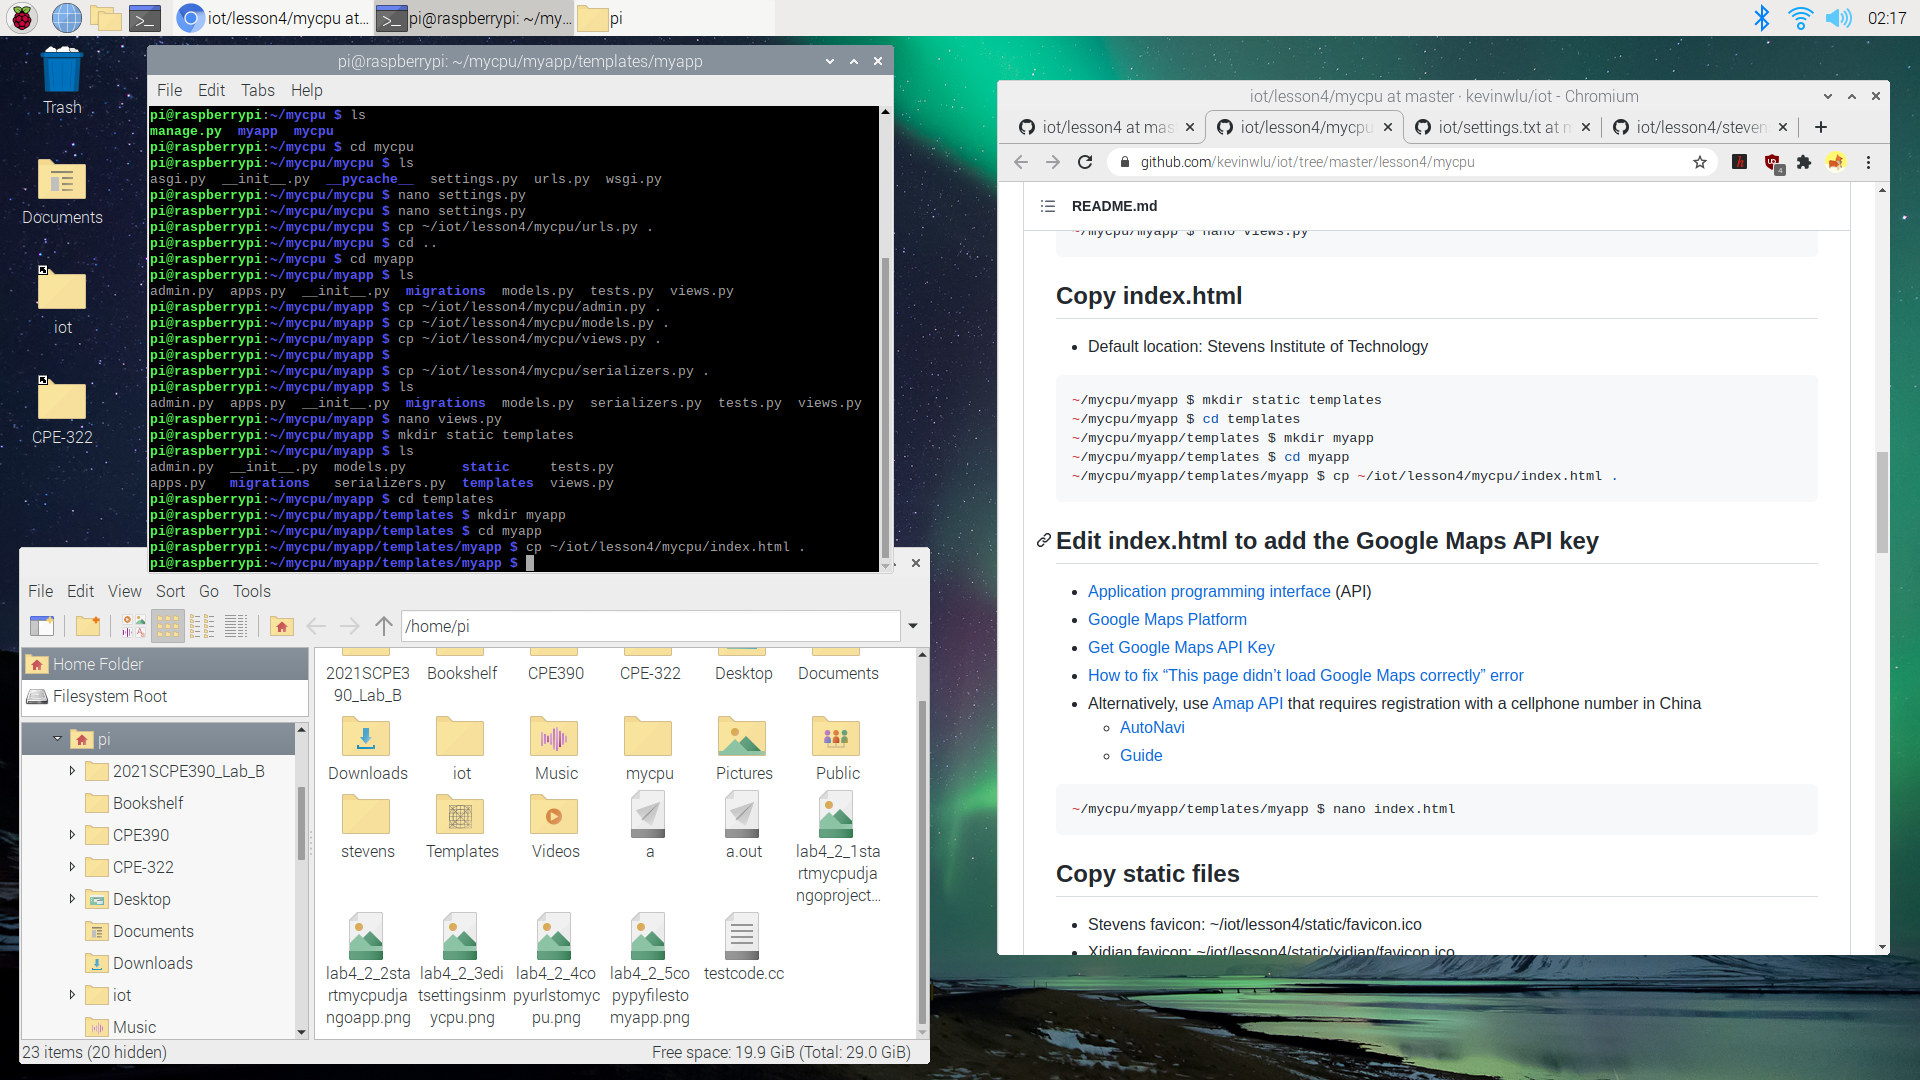 iot/lesson4/mycpu at...
pi@raspberrypi: ~/my...
pi
02:17
Trash
Documents
iot
CPE-322
pi@raspberrypi: ~/mycpu/myapp/templates/myapp
File Edit Tabs Help
pi@raspberrypi:~/mycpu $ ls
manage.py  myapp  mycpu
pi@raspberrypi:~/mycpu $ cd mycpu
pi@raspberrypi:~/mycpu/mycpu $ ls
asgi.py  __init__.py  __pycache__  settings.py  urls.py  wsgi.py
pi@raspberrypi:~/mycpu/mycpu $ nano settings.py
pi@raspberrypi:~/mycpu/mycpu $ nano settings.py
pi@raspberrypi:~/mycpu/mycpu $ cp ~/iot/lesson4/mycpu/urls.py .
pi@raspberrypi:~/mycpu/mycpu $ cd ..
pi@raspberrypi:~/mycpu $ cd myapp
pi@raspberrypi:~/mycpu/myapp $ ls
admin.py  apps.py  __init__.py  migrations  models.py  tests.py  views.py
pi@raspberrypi:~/mycpu/myapp $ cp ~/iot/lesson4/mycpu/admin.py .
pi@raspberrypi:~/mycpu/myapp $ cp ~/iot/lesson4/mycpu/models.py .
pi@raspberrypi:~/mycpu/myapp $ cp ~/iot/lesson4/mycpu/views.py .
pi@raspberrypi:~/mycpu/myapp $
pi@raspberrypi:~/mycpu/myapp $ cp ~/iot/lesson4/mycpu/serializers.py .
pi@raspberrypi:~/mycpu/myapp $ ls
admin.py  apps.py  __init__.py  migrations  models.py  serializers.py  tests.py  views.py
pi@raspberrypi:~/mycpu/myapp $ nano views.py
pi@raspberrypi:~/mycpu/myapp $ mkdir static templates
pi@raspberrypi:~/mycpu/myapp $ ls
admin.py  __init__.py  models.py       static     tests.py
apps.py   migrations   serializers.py  templates  views.py
pi@raspberrypi:~/mycpu/myapp $ cd templates
pi@raspberrypi:~/mycpu/myapp/templates $ mkdir myapp
pi@raspberrypi:~/mycpu/myapp/templates $ cd myapp
pi@raspberrypi:~/mycpu/myapp/templates/myapp $ cp ~/iot/lesson4/mycpu/index.html .
pi@raspberrypi:~/mycpu/myapp/templates/myapp $
File Edit View Sort Go Tools
/home/pi
Home Folder
Filesystem Root
pi
2021SCPE390_Lab_B
Bookshelf
CPE390
CPE-322
Desktop
Documents
Downloads
iot
Music
2021SCPE3
90_Lab_B
Bookshelf
CPE390
CPE-322
Desktop
Documents
Downloads
iot
Music
mycpu
Pictures
Public
stevens
Templates
Videos
a
a.out
lab4_2_1sta
rtmycpudja
ngoproject...
lab4_2_2sta
rtmycpudja
ngoapp.png
lab4_2_3edi
tsettingsinm
ycpu.png
lab4_2_4co
pyurlstomyc
pu.png
lab4_2_5co
pypyfilesto
myapp.png
testcode.cc
23 items (20 hidden)
Free space: 19.9 GiB (Total: 29.0 GiB)
iot/lesson4/mycpu at master · kevinwlu/iot - Chromium
iot/lesson4 at mas
iot/lesson4/mycpu
iot/settings.txt at m
iot/lesson4/steven
github.com/kevinwlu/iot/tree/master/lesson4/mycpu
4
README.md
~/mycpu/myapp $ nano views.py
Copy index.html
Default location: Stevens Institute of Technology
~/mycpu/myapp $ mkdir static templates
~/mycpu/myapp $ cd templates
~/mycpu/myapp/templates $ mkdir myapp
~/mycpu/myapp/templates $ cd myapp
~/mycpu/myapp/templates/myapp $ cp ~/iot/lesson4/mycpu/index.html .
Edit index.html to add the Google Maps API key
Application programming interface (API)
Google Maps Platform
Get Google Maps API Key
How to fix “This page didn’t load Google Maps correctly” error
Alternatively, use Amap API that requires registration with a cellphone number in China
AutoNavi
Guide
~/mycpu/myapp/templates/myapp $ nano index.html
Copy static files
Stevens favicon: ~/iot/lesson4/static/favicon.ico
Xidian favicon: ~/iot/lesson4/static/xidian/favicon.ico